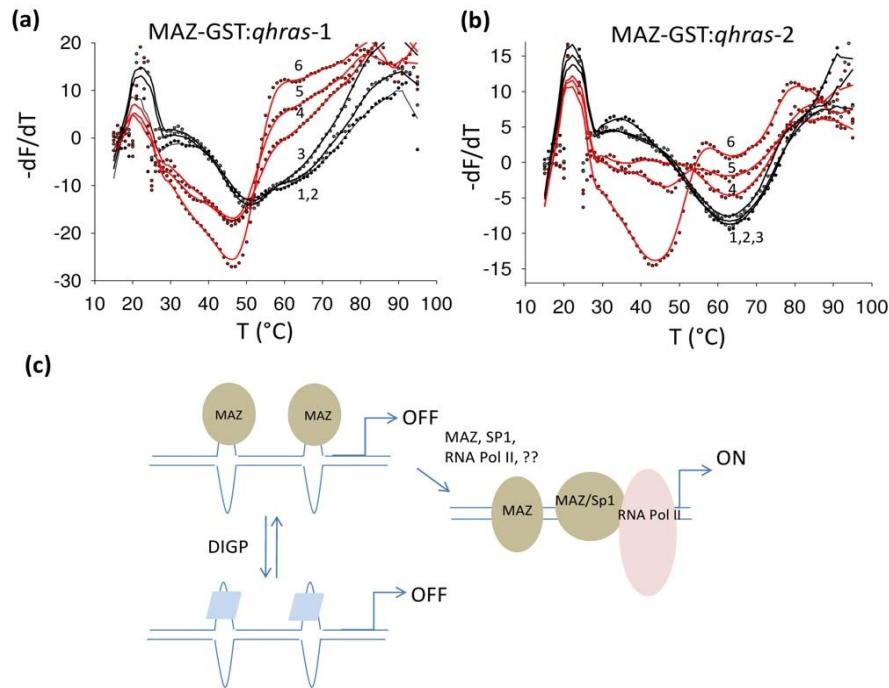 (a)
MAZ-GST:qhras-1
-dF/dT
20
10
0
-10
-20
-30
10 20 30 40 50 60 70 80 90 100
T (°C)
6
5
4
3
1,2
(b)
MAZ-GST:qhras-2
-dF/dT
15
10
5
0
-5
-10
-15
10 20 30 40 50 60 70 80 90 100
T (°C)
6
5
4
1,2,3
(c)
MAZ MAZ
OFF
MAZ, SP1,
RNA Pol II, ??
ON
MAZ MAZ/Sp1 RNA Pol II
DIGP
OFF